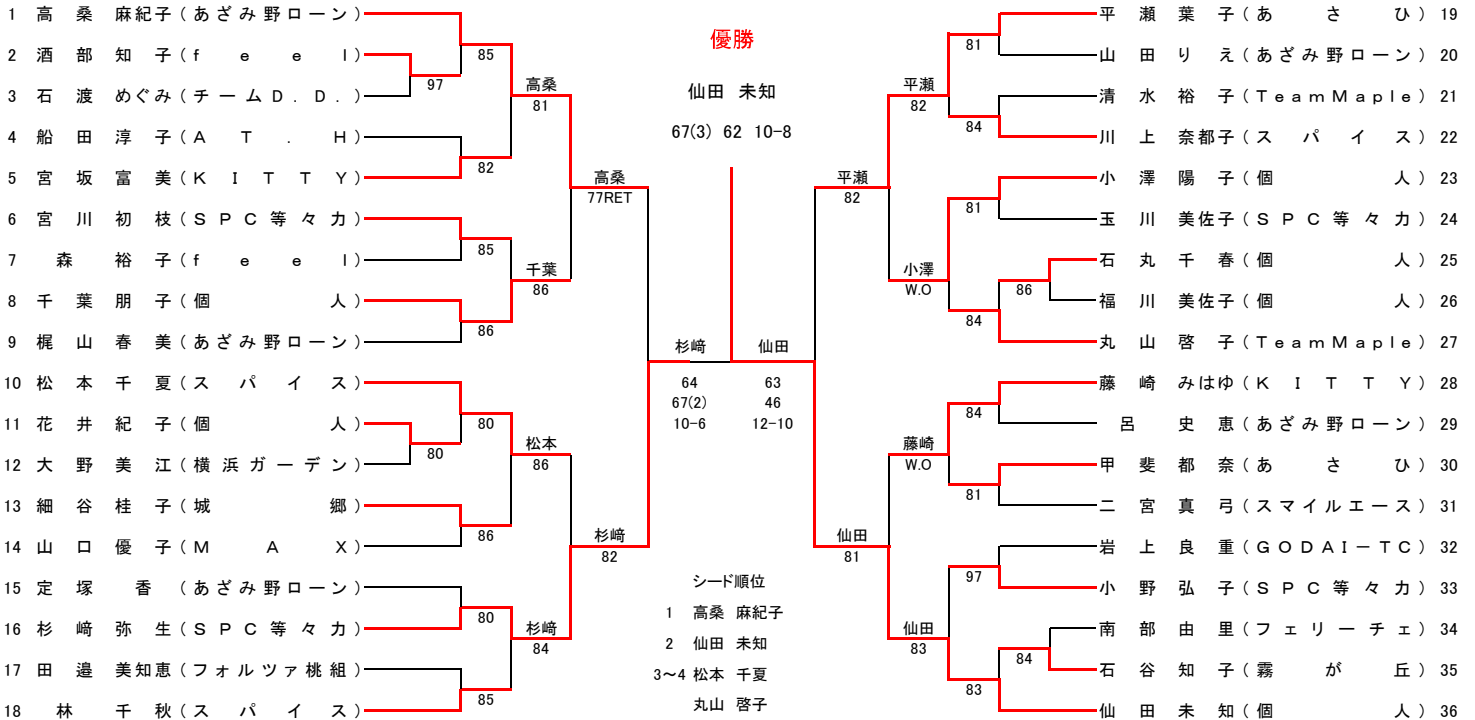 1 高桑 麻紀子(あざみ野ローン)
2 酒部知子(feel)
3 石渡 めぐみ(チームD.D.)
4 船田淳子(AT.H)
5 宮坂富美(KITTY)
6 宮川初枝(SPC等々力)
7 森裕子(feel)
8 千葉朋子(個人)
9 梶山春美(あざみ野ローン)
10 松本千夏(スパイス)
11 花井紀子(個人)
12 大野美江(横浜ガーデン)
13 細谷桂子(城郷)
14 山口優子(MAX)
15 定塚 香(あざみ野ローン)
16 杉﨑弥生(SPC等々力)
17 田邉 美知恵(フォルツァ桃組)
18 林 千秋(スパイス)
97
80
85
82
85
86
80
86
80
85
高桑
81
千葉
86
松本
86
杉﨑
84
高桑
77RET
杉﨑
82
杉﨑
64
67(2)
10-6
優勝
仙田 未知
67(3) 62 10-8
仙田
63
46
12-10
シード順位
1 高桑 麻紀子
2 仙田 未知
3~4 松本 千夏
丸山 啓子
平瀬
82
仙田
81
平瀬
82
小澤
W.O
藤崎
W.O
仙田
83
81
84
81
84
84
81
97
83
86
84
平瀬葉子(あさひ) 19
山田りえ(あざみ野ローン) 20
清水裕子(TeamMaple) 21
川上奈都子(スパイス) 22
小澤陽子(個人) 23
玉川美佐子(SPC等々力) 24
石丸千春(個人) 25
福川美佐子(個人) 26
丸山啓子(TeamMaple) 27
藤崎みはゆ(KITTY) 28
呂史恵(あざみ野ローン) 29
甲斐都奈(あさひ) 30
二宮真弓(スマイルエース) 31
岩上良重(GODAI-TC) 32
小野弘子(SPC等々力) 33
南部由里(フェリーチェ) 34
石谷知子(霧が丘) 35
仙田未知(個人) 36